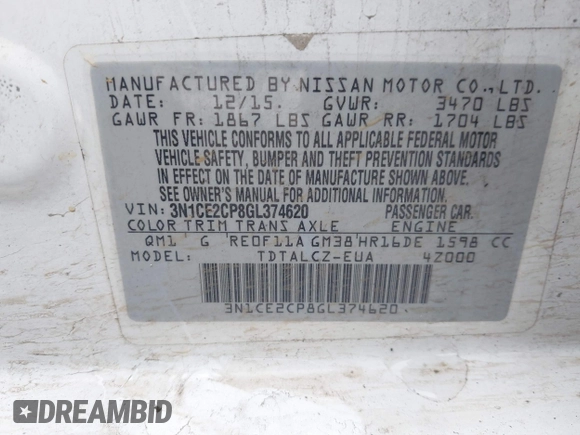 MANUFACTURED BY NISSAN MOTOR CO., LTD.
DATE: 12/15. GVWR: 3470 LBS
GAWR FR: 1867 LBS GAWR RR: 1704 LBS
THIS VEHICLE CONFORMS TO ALL APPLICABLE FEDERAL MOTOR
VEHICLE SAFETY, BUMPER AND THEFT PREVENTION STANDARDS
IN EFFECT ON THE DATE OF MANUFACTURE SHOWN ABOVE.
SEE OWNER'S MANUAL FOR ADDITIONAL INFORMATION.
VIN: 3N1CE2CP8GL374620 PASSENGER CAR.
COLOR TRIM TRANS AXLE ENGINE
QM1 G RE0F11A GM38 HR16DE 1598 CC
MODEL: TDTALCZ-EUA 4Z000
3N1CE2CP8GL374620
DREAMBID